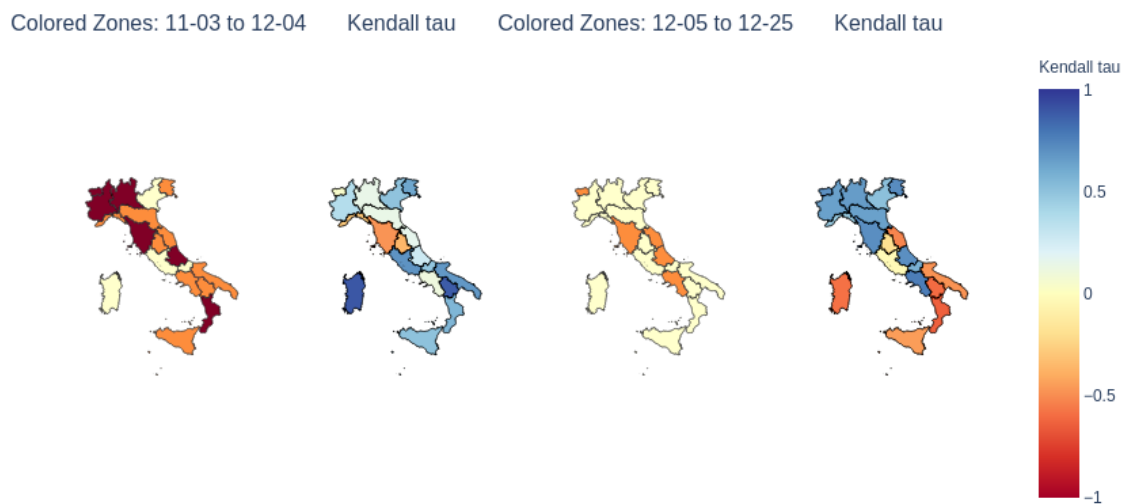 Colored Zones: 11-03 to 12-04 Kendall tau Colored Zones: 12-05 to 12-25 Kendall tau
Kendall tau
1
0.5
0
−0.5
−1